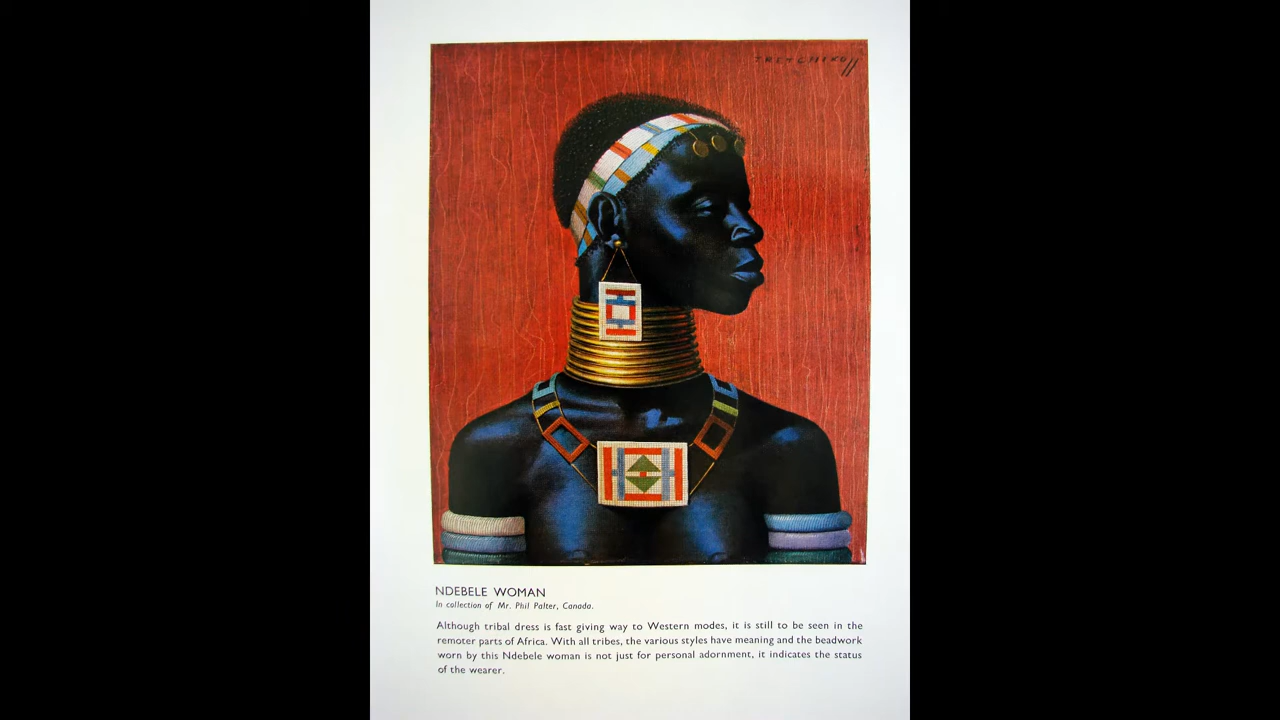 TRETCHIKOFF
NDEBELE WOMAN
In collection of Mr. Phil Palter, Canada.
Although tribal dress is fast giving way to Western modes, it is still to be seen in the
remoter parts of Africa. With all tribes, the various styles have meaning and the beadwork
worn by this Ndebele woman is not just for personal adornment, it indicates the status
of the wearer.